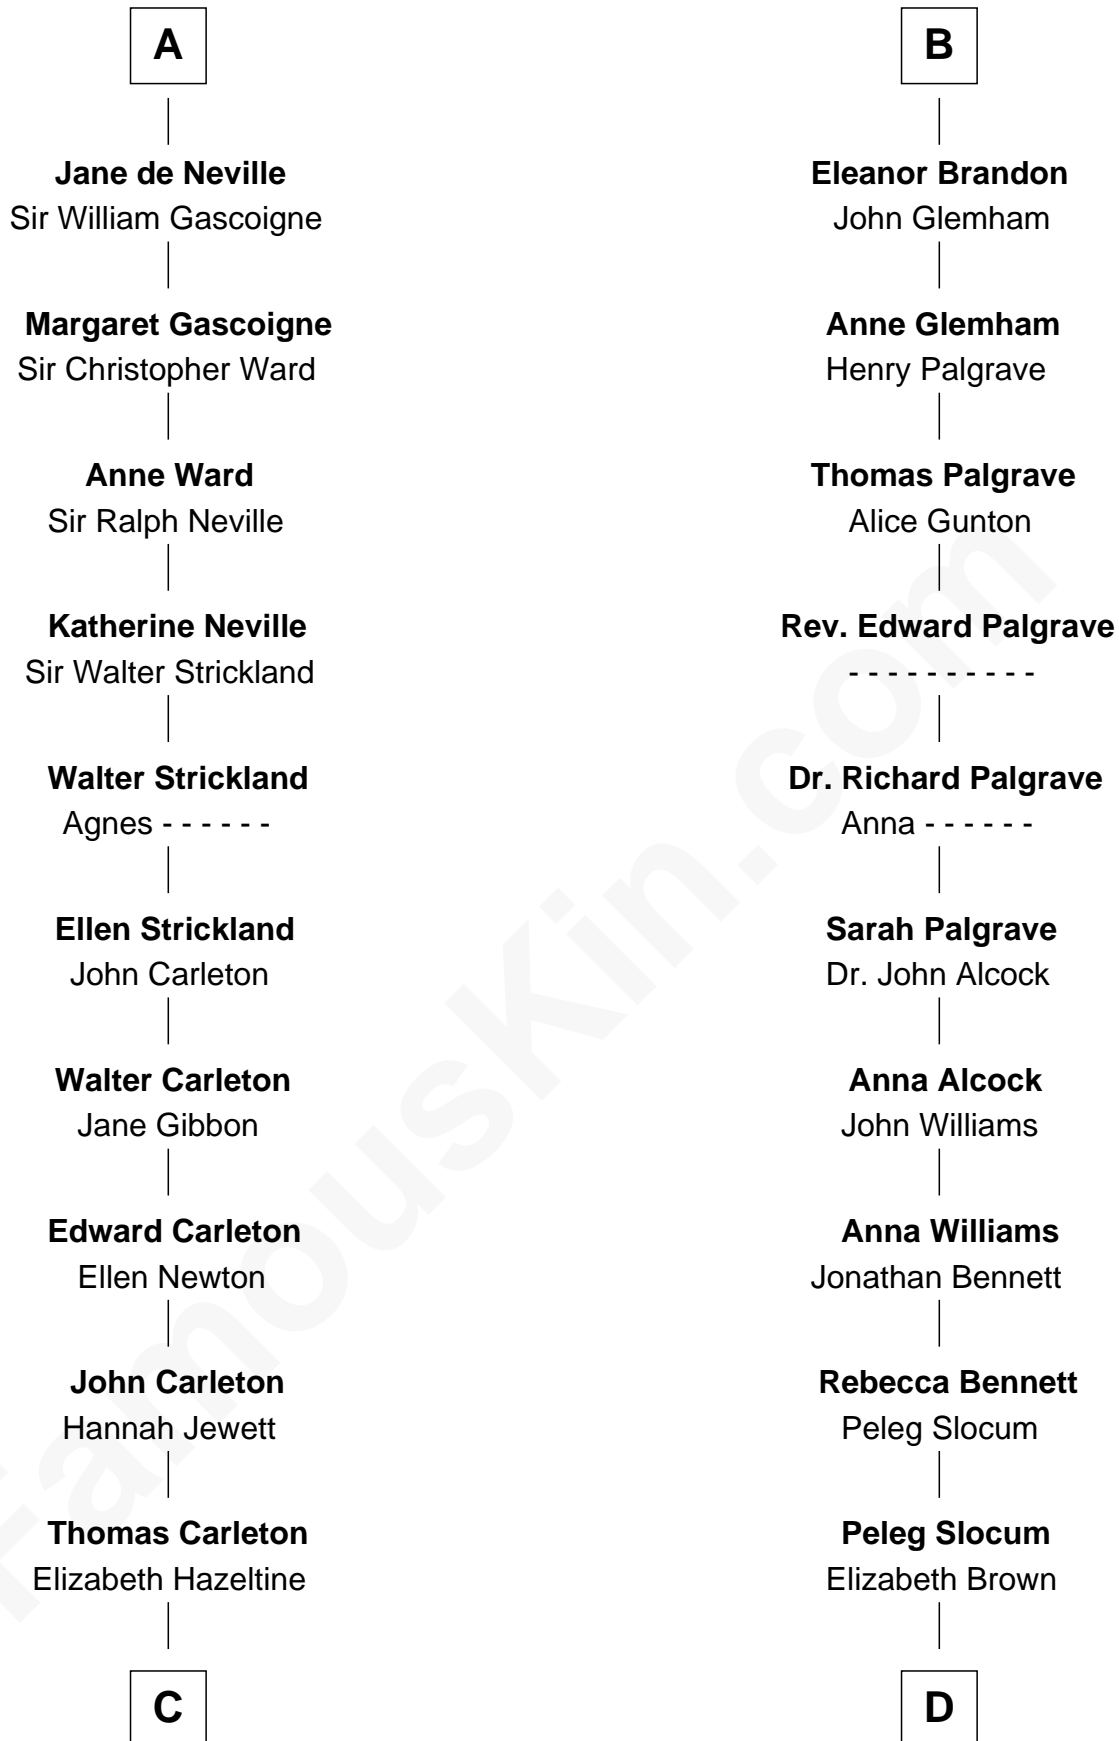 A
Jane de Neville
Sir William Gascoigne
Margaret Gascoigne
Sir Christopher Ward
Anne Ward
Sir Ralph Neville
Katherine Neville
Sir Walter Strickland
Walter Strickland
Agnes - - - - - -
Ellen Strickland
John Carleton
Walter Carleton
Jane Gibbon
Edward Carleton
Ellen Newton
John Carleton
Hannah Jewett
Thomas Carleton
Elizabeth Hazeltine
C
B
Eleanor Brandon
John Glemham
Anne Glemham
Henry Palgrave
Thomas Palgrave
Alice Gunton
Rev. Edward Palgrave
- - - - - - - - - -
Dr. Richard Palgrave
Anna - - - - - -
Sarah Palgrave
Dr. John Alcock
Anna Alcock
John Williams
Anna Williams
Jonathan Bennett
Rebecca Bennett
Peleg Slocum
Peleg Slocum
Elizabeth Brown
D
FamousKin.com